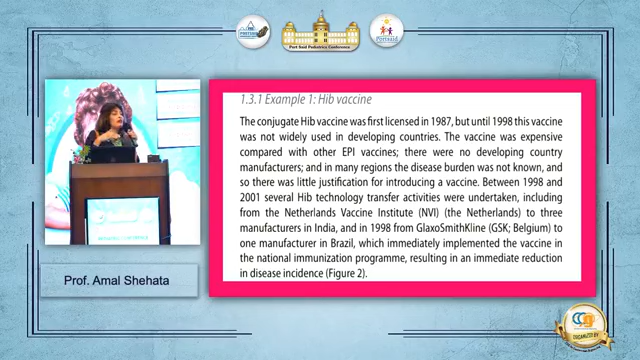 Port Said Pediatrics Conference
1.3.1 Example 1: Hib vaccine
The conjugate Hib vaccine was first licensed in 1987, but until 1998 this vaccine
was not widely used in developing countries. The vaccine was expensive
compared with other EPI vaccines; there were no developing country
manufacturers; and in many regions the disease burden was not known, and
so there was little justification for introducing a vaccine. Between 1998 and
2001 several Hib technology transfer activities were undertaken, including
from the Netherlands Vaccine Institute (NVI) (the Netherlands) to three
manufacturers in India, and in 1998 from GlaxoSmithKline (GSK; Belgium) to
one manufacturer in Brazil, which immediately implemented the vaccine in
the national immunization programme, resulting in an immediate reduction
in disease incidence (Figure 2).
Prof. Amal Shehata
ORGANIZED BY